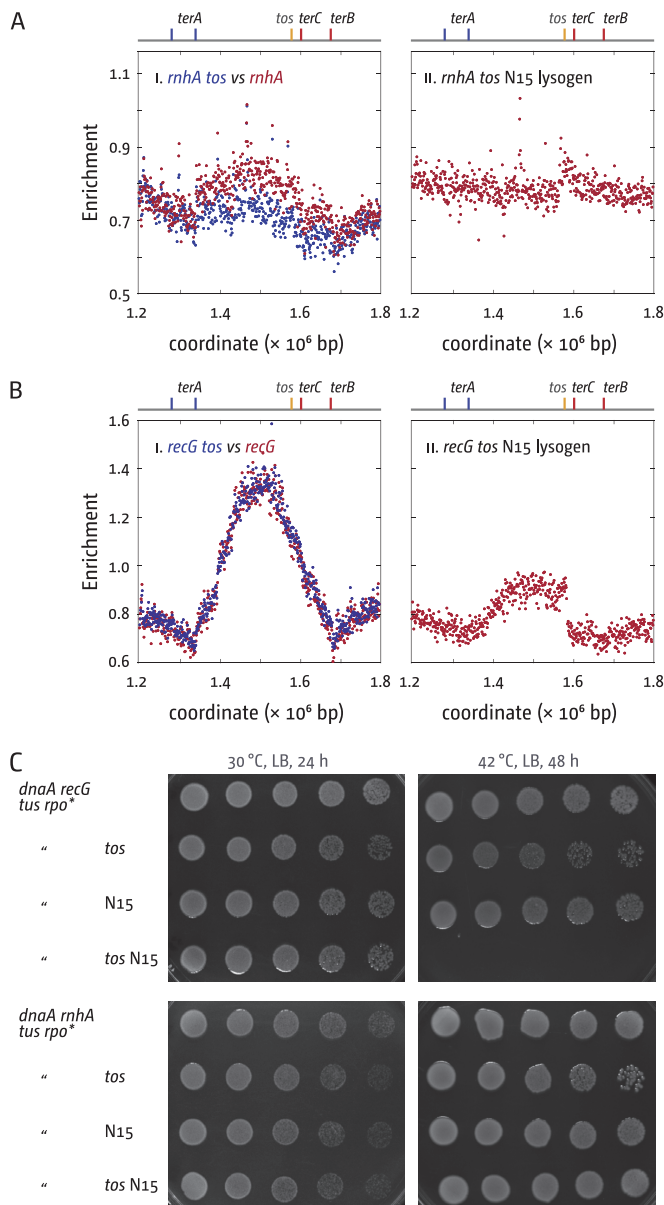 A
terA tos terC terB
terA tos terC terB
I. rnhA tos vs rnhA
II. rnhA tos N15 lysogen
Enrichment
1.1
0.9
0.7
0.5
1.2 1.4 1.6 1.8
1.2 1.4 1.6 1.8
coordinate (× 10⁶ bp)
coordinate (× 10⁶ bp)
B
terA tos terC terB
terA tos terC terB
I. recG tos vs recG
II. recG tos N15 lysogen
Enrichment
1.6
1.4
1.2
1.0
0.8
0.6
1.2 1.4 1.6 1.8
1.2 1.4 1.6 1.8
coordinate (× 10⁶ bp)
coordinate (× 10⁶ bp)
C
30 °C, LB, 24 h
42 °C, LB, 48 h
dnaA recG
tus rpo*
“ tos
“ N15
“ tos N15
dnaA rnhA
tus rpo*
“ tos
“ N15
“ tos N15